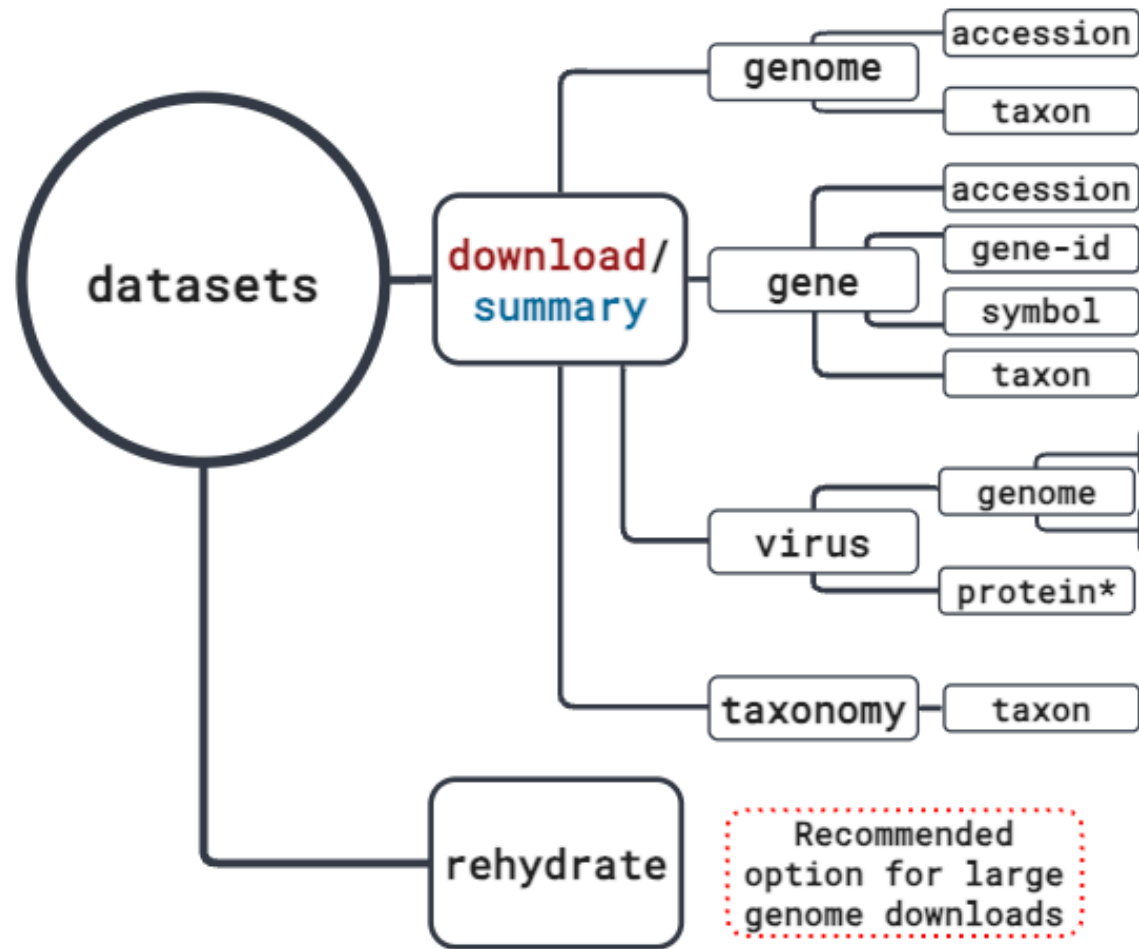 datasets
download/
summary
genome
accession
taxon
gene
accession
gene-id
symbol
taxon
virus
genome
protein*
taxonomy
taxon
rehydrate
Recommended
option for large
genome downloads